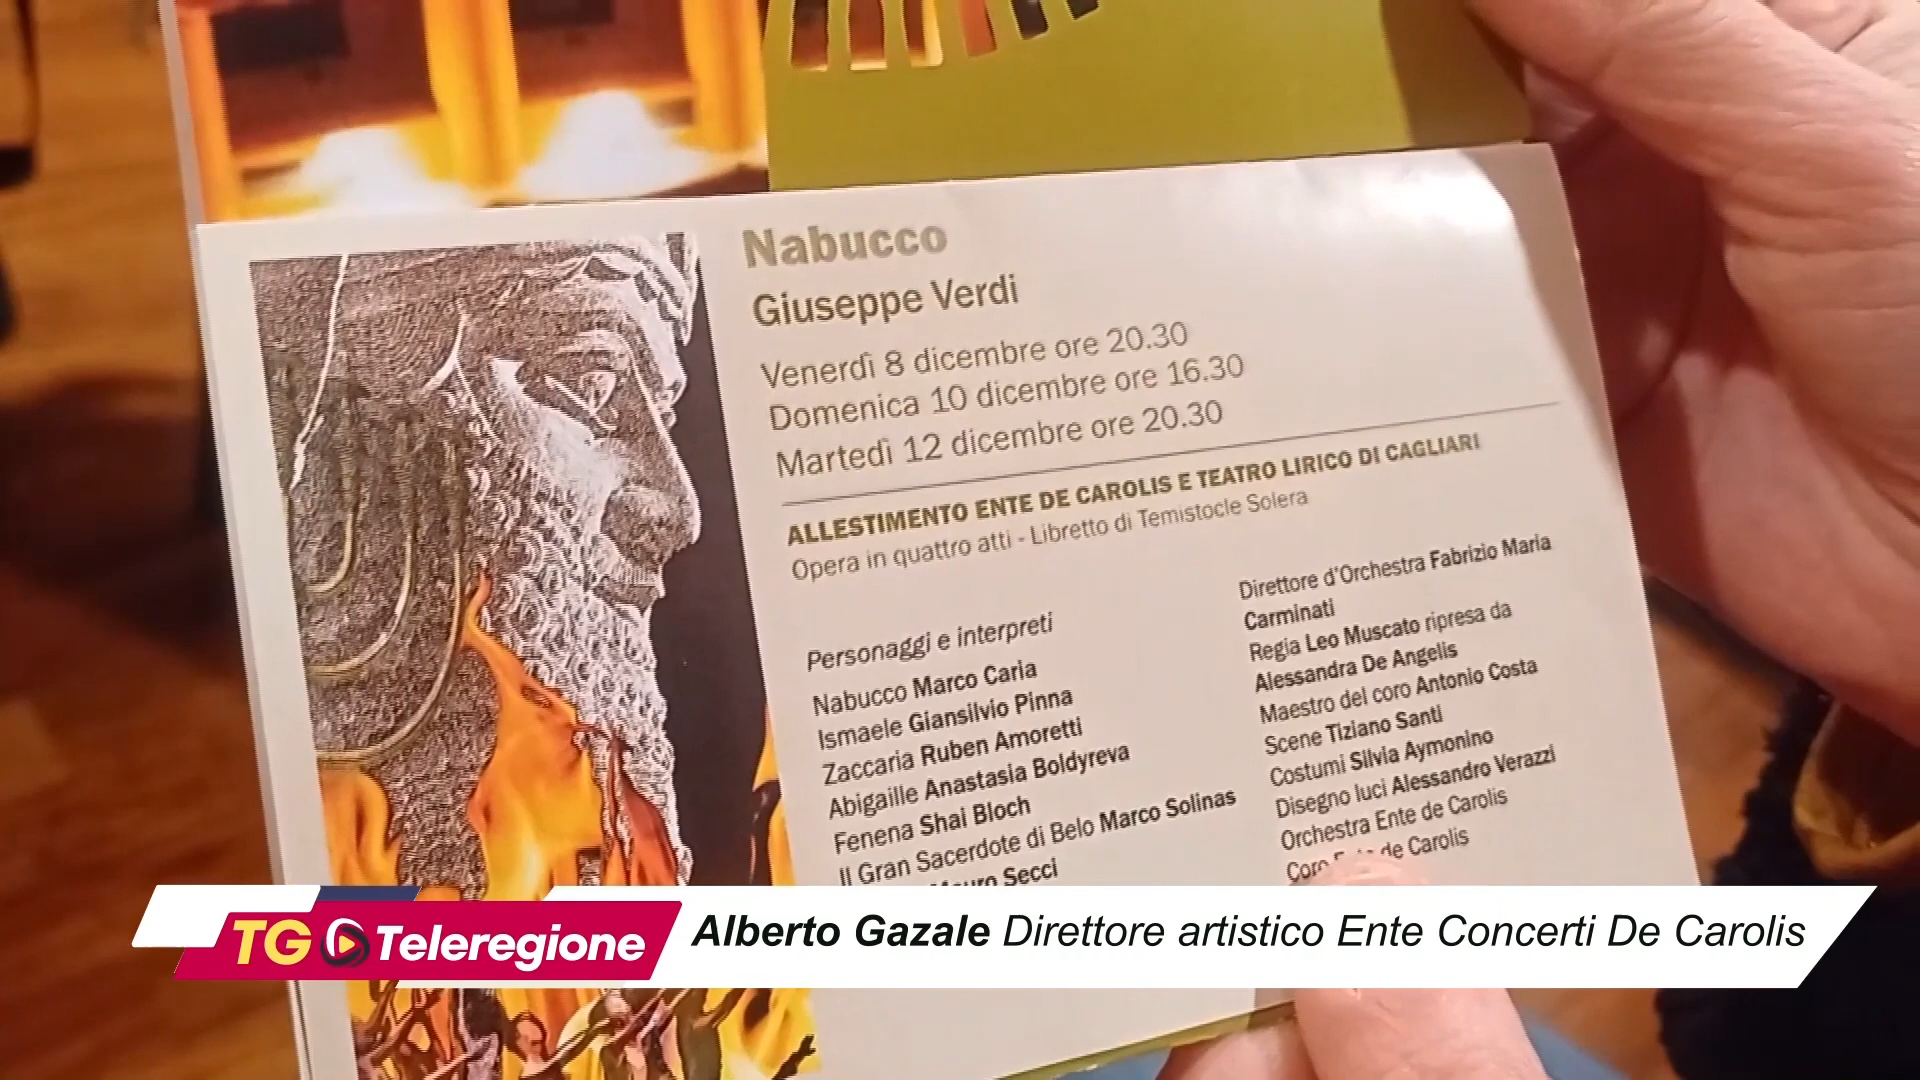 Nabucco
Giuseppe Verdi
Venerdì 8 dicembre ore 20.30
Domenica 10 dicembre ore 16.30
Martedì 12 dicembre ore 20.30
ALLESTIMENTO ENTE DE CAROLIS E TEATRO LIRICO DI CAGLIARI
Opera in quattro atti - Libretto di Temistocle Solera
Personaggi e interpreti
Nabucco Marco Caria
Ismaele Giansilvio Pinna
Zaccaria Ruben Amoretti
Abigaille Anastasia Boldyreva
Fenena Shai Bloch
Il Gran Sacerdote di Belo Marco Solinas
Mauro Secci
Direttore d'Orchestra Fabrizio Maria
Carminati
Regia Leo Muscato ripresa da
Alessandra De Angelis
Maestro del coro Antonio Costa
Scene Tiziano Santi
Costumi Silvia Aymonino
Disegno luci Alessandro Verazzi
Orchestra Ente de Carolis
Coro Ente de Carolis
TG Teleregione
Alberto Gazale Direttore artistico Ente Concerti De Carolis